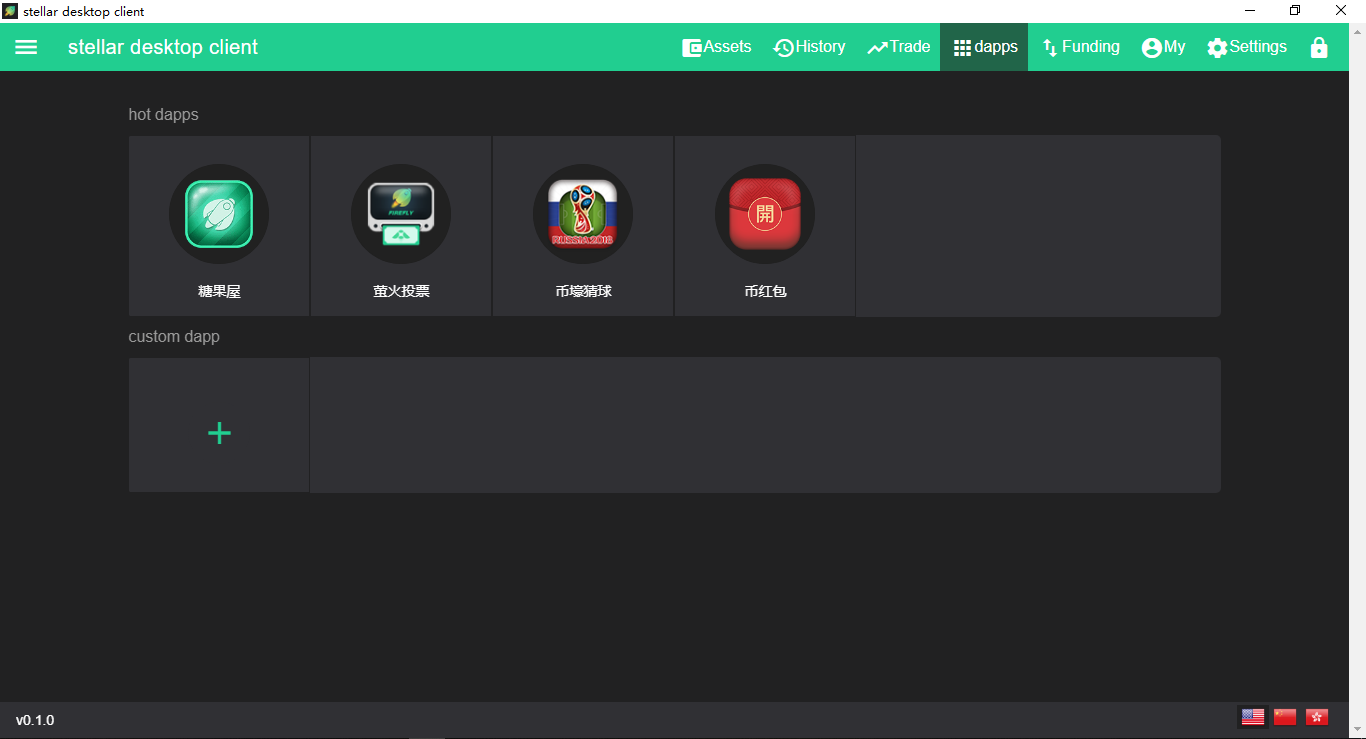 stellar desktop client
stellar desktop client
Assets
History
Trade
dapps
Funding
My
Settings
hot dapps
FIREFLY
RUSSIA 2018
開
糖果屋
萤火投票
币壕猜球
币红包
custom dapp
+
v0.1.0